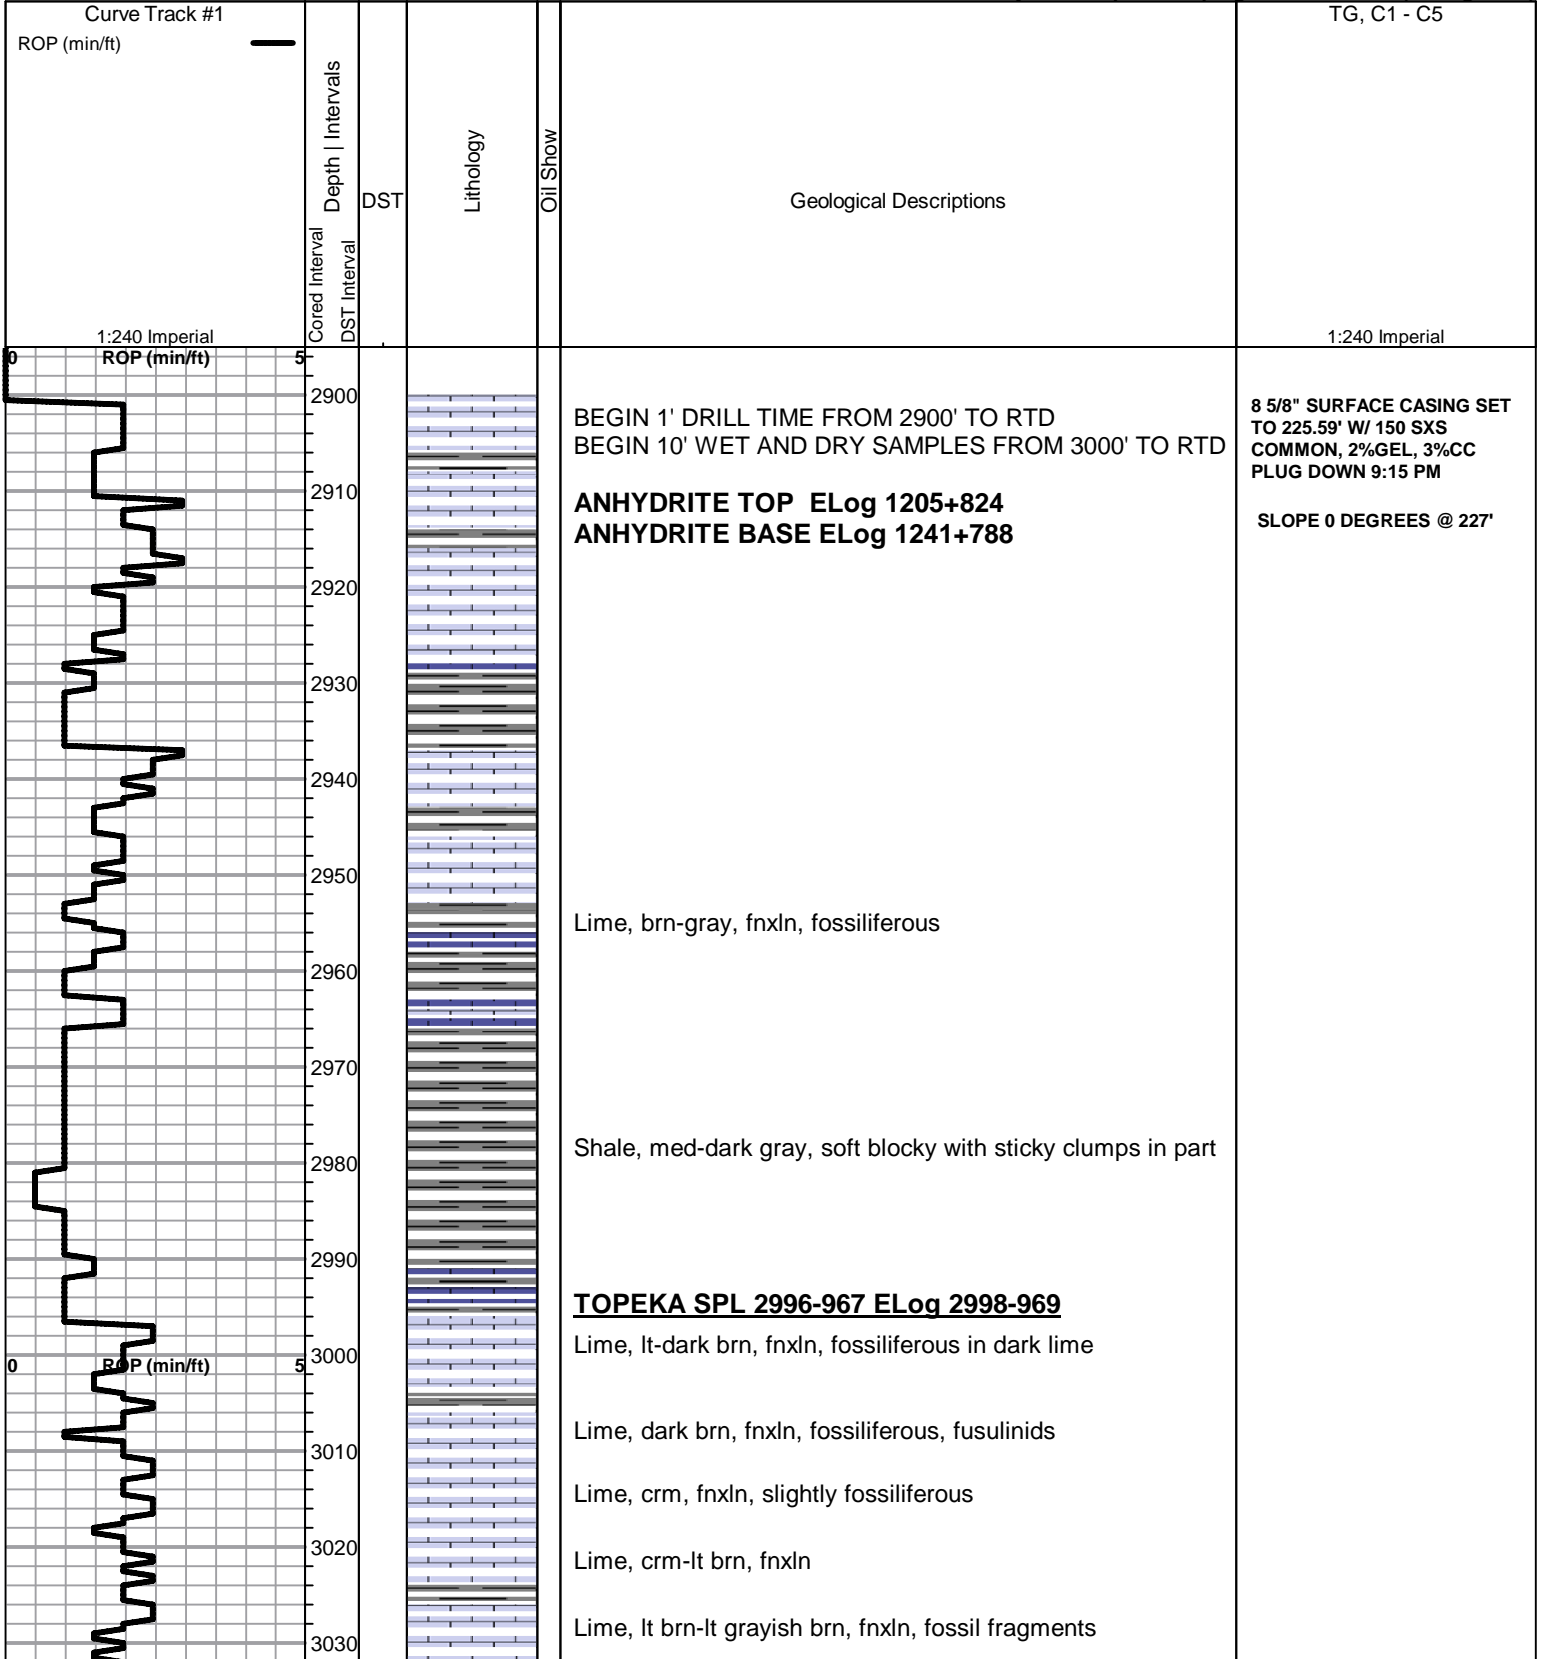 Curve Track #1
ROP (min/ft)
1:240 Imperial
Depth | Intervals
Cored Interval
DST Interval
DST
Lithology
Oil Show
Geological Descriptions
TG, C1 - C5
1:240 Imperial
0 ROP (min/ft) 5
2900
2910
2920
2930
2940
2950
2960
2970
2980
2990
3000
0 ROP (min/ft) 5
3010
3020
3030
BEGIN 1' DRILL TIME FROM 2900' TO RTD
BEGIN 10' WET AND DRY SAMPLES FROM 3000' TO RTD
ANHYDRITE TOP ELog 1205+824
ANHYDRITE BASE ELog 1241+788
Lime, brn-gray, fnxln, fossiliferous
Shale, med-dark gray, soft blocky with sticky clumps in part
TOPEKA SPL 2996-967 ELog 2998-969
Lime, lt-dark brn, fnxln, fossiliferous in dark lime
Lime, dark brn, fnxln, fossiliferous, fusulinids
Lime, crm, fnxln, slightly fossiliferous
Lime, crm-lt brn, fnxln
Lime, lt brn-lt grayish brn, fnxln, fossil fragments
8 5/8" SURFACE CASING SET
TO 225.59' W/ 150 SXS
COMMON, 2%GEL, 3%CC
PLUG DOWN 9:15 PM
SLOPE 0 DEGREES @ 227'